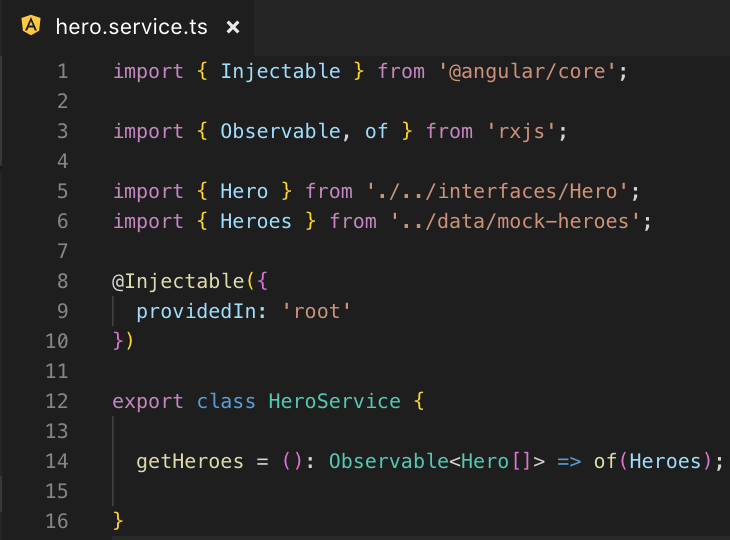 hero.service.ts ×
1 import { Injectable } from '@angular/core';
2
3 import { Observable, of } from 'rxjs';
4
5 import { Hero } from './../interfaces/Hero';
6 import { Heroes } from '../data/mock-heroes';
7
8 @Injectable({
9   providedIn: 'root'
10 })
11
12 export class HeroService {
13
14   getHeroes = (): Observable<Hero[]> => of(Heroes);
15
16 }